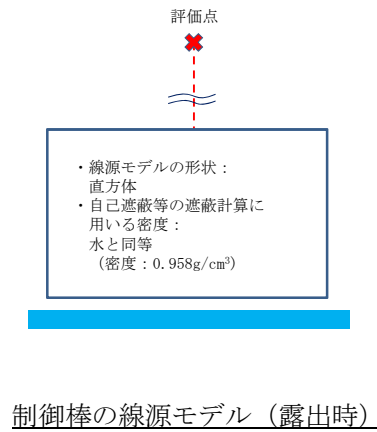 評価点
・線源モデルの形状：
直方体
・自己遮蔽等の遮蔽計算に
用いる密度：
水と同等
（密度：0.958g/cm³）
制御棒の線源モデル（露出時）